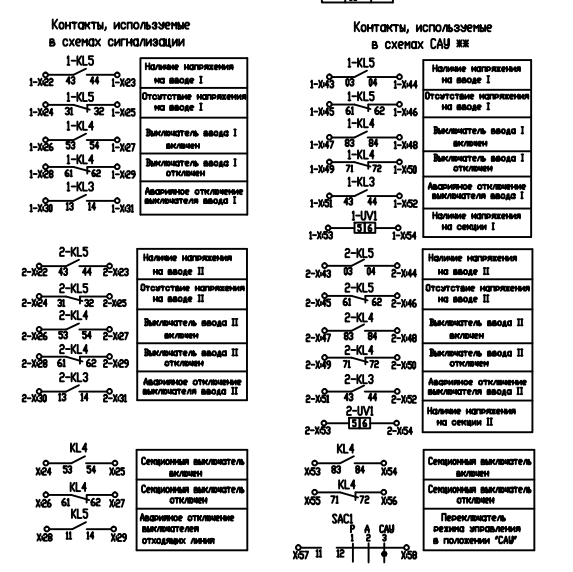 Контакты, используемые
в схемах сигнализации
1-KL5
1-X22 43 44 1-X23
Наличие напряжения
на вводе I
1-KL5
1-X24 31 32 1-X25
Отсутствие напряжения
на вводе I
1-KL4
1-X26 53 54 1-X27
Выключатель ввода I
включен
1-KL4
1-X28 61 62 1-X29
Выключатель ввода I
отключен
1-KL3
1-X30 13 14 1-X31
Аварийное отключение
выключателя ввода I
2-KL5
2-X22 43 44 2-X23
Наличие напряжения
на вводе II
2-KL5
2-X24 31 32 2-X25
Отсутствие напряжения
на вводе II
2-KL4
2-X26 53 54 2-X27
Выключатель ввода II
включен
2-KL4
2-X28 61 62 2-X29
Выключатель ввода II
отключен
2-KL3
2-X30 13 14 2-X31
Аварийное отключение
выключателя ввода II
KL4
X24 53 54 X25
Секционный выключатель
включен
KL4
X26 61 62 X27
Секционный выключатель
отключен
KL5
X28 11 14 X29
Аварийное отключение
выключателя
отходящих линия
Контакты, используемые
в схемах САУ **
1-KL5
1-X43 03 04 1-X44
Наличие напряжения
на вводе I
1-KL5
1-X45 61 62 1-X46
Отсутствие напряжения
на вводе I
1-KL4
1-X47 83 84 1-X48
Выключатель ввода I
включен
1-KL4
1-X49 71 72 1-X50
Выключатель ввода I
отключен
1-KL3
1-X51 43 44 1-X52
Аварийное отключение
выключателя ввода I
1-UV1
1-X53 5 6 1-X54
Наличие напряжения
на секции I
2-KL5
2-X43 03 04 2-X44
Наличие напряжения
на вводе II
2-KL5
2-X45 61 62 2-X46
Отсутствие напряжения
на вводе II
2-KL4
2-X47 83 84 2-X48
Выключатель ввода II
включен
2-KL4
2-X49 71 72 2-X50
Выключатель ввода II
отключен
2-KL3
2-X51 43 44 2-X52
Аварийное отключение
выключателя ввода II
2-UV1
2-X53 5 6 2-X54
Наличие напряжения
на секции II
KL4
X53 83 84 X54
Секционный выключатель
включен
KL4
X55 71 72 X56
Секционный выключатель
отключен
SAC1
Р А САУ
1 2 3
X57 11 12 X58
Переключатель
режима управления
в положении "САУ"